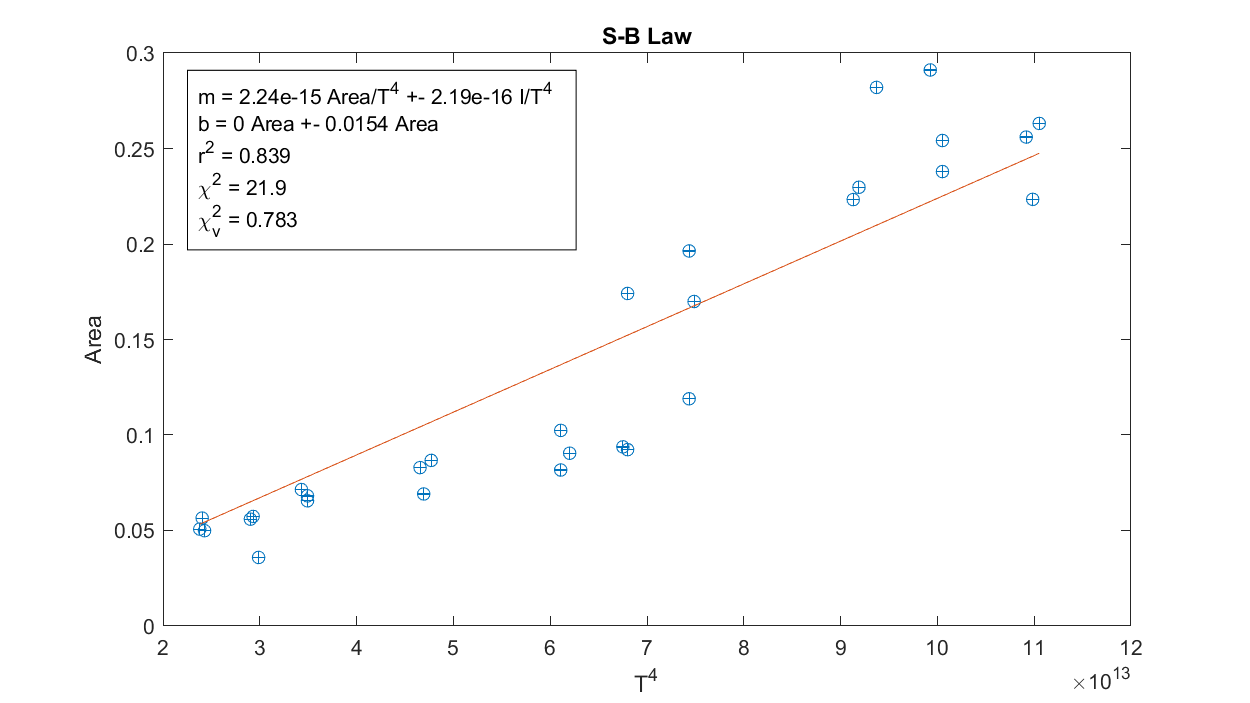 S-B Law
m = 2.24e-15 Area/T⁴ +- 2.19e-16 I/T⁴
b = 0 Area +- 0.0154 Area
r² = 0.839
χ² = 21.9
χᵥ² = 0.783
0.3
0.25
0.2
0.15
0.1
0.05
0
Area
2 3 4 5 6 7 8 9 10 11 12
×10¹³
T⁴